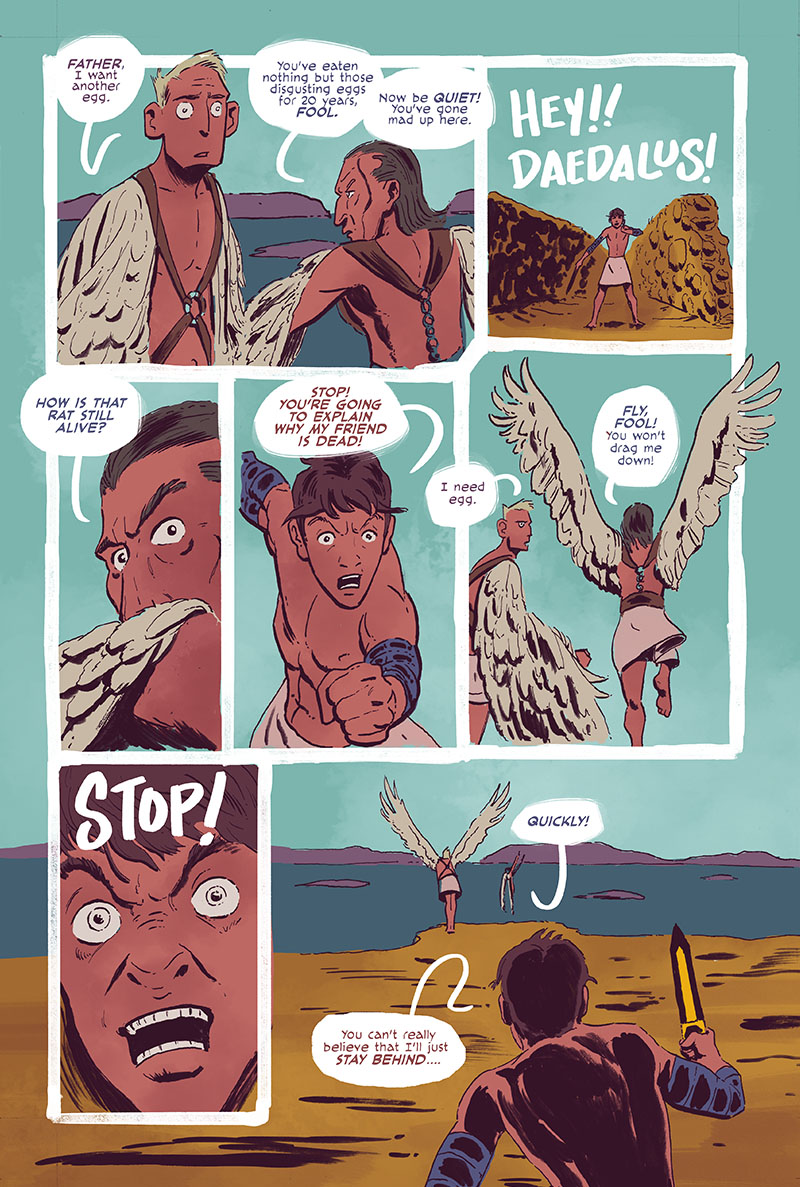 FATHER,
I want
another
egg.
You've eaten
nothing but those
disgusting eggs
for 20 years,
FOOL.
Now be QUIET!
You've gone
mad up here.
HEY!!
DAEDALUS!
HOW IS THAT
RAT STILL
ALIVE?
STOP!
YOU'RE GOING
TO EXPLAIN
WHY MY FRIEND
IS DEAD!
I need
egg.
FLY,
FOOL!
You won't
drag me
down!
STOP!
QUICKLY!
You can't really
believe that I'll just
STAY BEHIND....